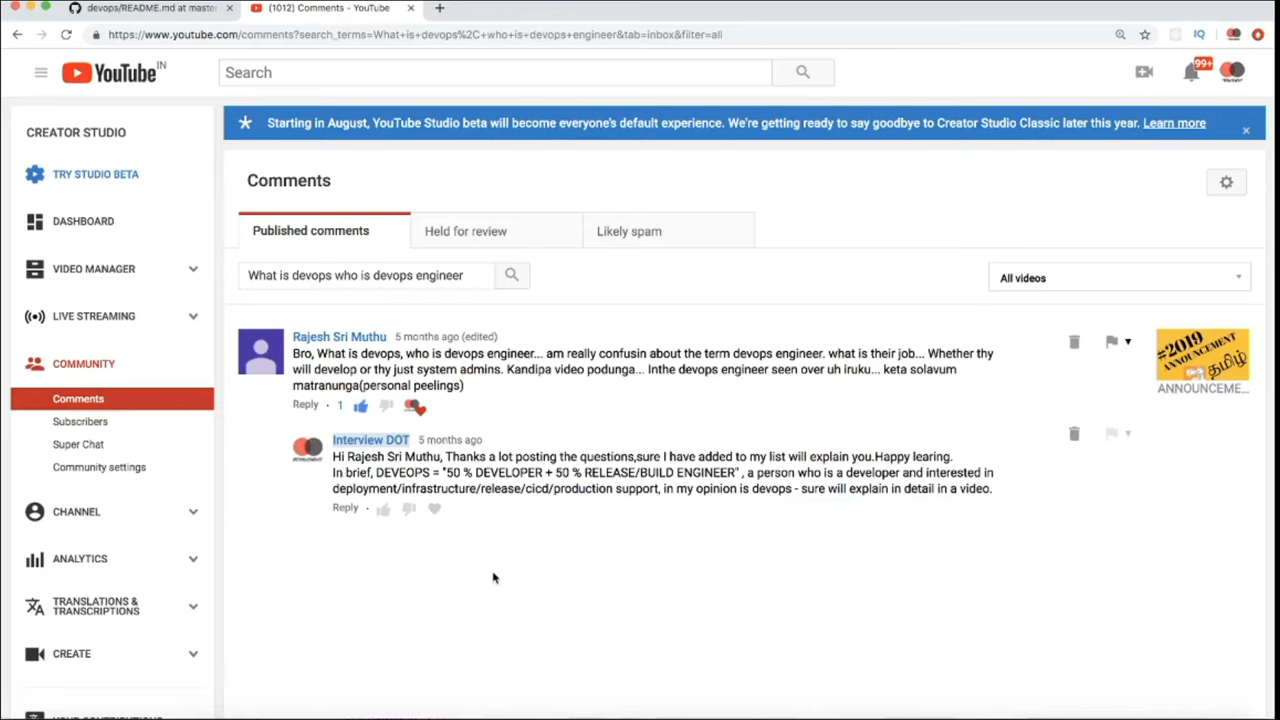 devops/README.md at master
(1012) Comments - YouTube
https://www.youtube.com/comments?search_terms=What+is+devops%2C+who+is+devops+engineer&tab=inbox&filter=all
IQ
YouTube IN
Search
99+
CREATOR STUDIO
Starting in August, YouTube Studio beta will become everyone's default experience. We're getting ready to say goodbye to Creator Studio Classic later this year. Learn more
TRY STUDIO BETA
DASHBOARD
VIDEO MANAGER
LIVE STREAMING
COMMUNITY
Comments
Subscribers
Super Chat
Community settings
CHANNEL
ANALYTICS
TRANSLATIONS &
TRANSCRIPTIONS
CREATE
YOUR CONTRIBUTIONS
Comments
Published comments
Held for review
Likely spam
What is devops who is devops engineer
All videos
Rajesh Sri Muthu 5 months ago (edited)
Bro, What is devops, who is devops engineer... am really confusin about the term devops engineer. what is their job... Whether thy
will develop or thy just system admins. Kandipa video podunga... Inthe devops engineer seen over uh iruku... keta solavum
matranunga(personal peelings)
Reply · 1
#2019
ANNOUNCEMENT
தமிழ்
ANNOUNCEME...
Interview DOT 5 months ago
Hi Rajesh Sri Muthu, Thanks a lot posting the questions,sure I have added to my list will explain you.Happy learing.
In brief, DEVEOPS = "50 % DEVELOPER + 50 % RELEASE/BUILD ENGINEER" , a person who is a developer and interested in
deployment/infrastructure/release/cicd/production support, in my opinion is devops - sure will explain in detail in a video.
Reply ·